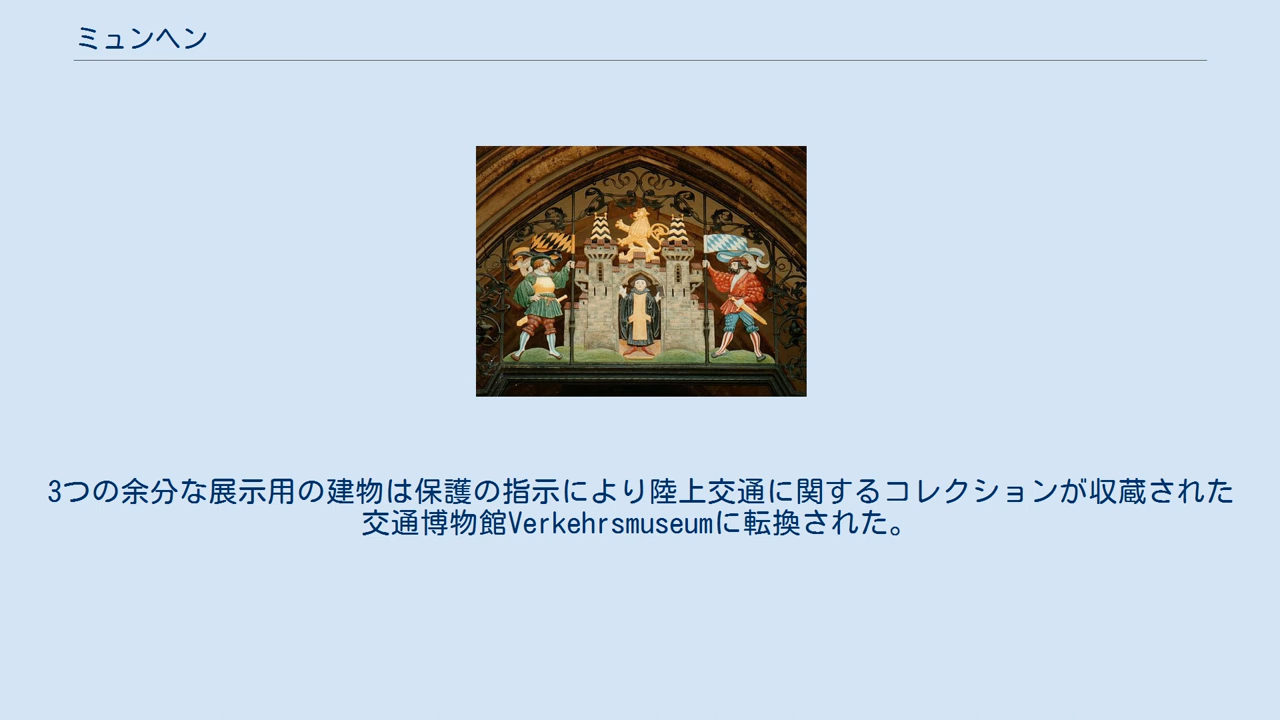 ミュンヘン
3つの余分な展示用の建物は保護の指示により陸上交通に関するコレクションが収蔵された
交通博物館Verkehrsmuseumに転換された。